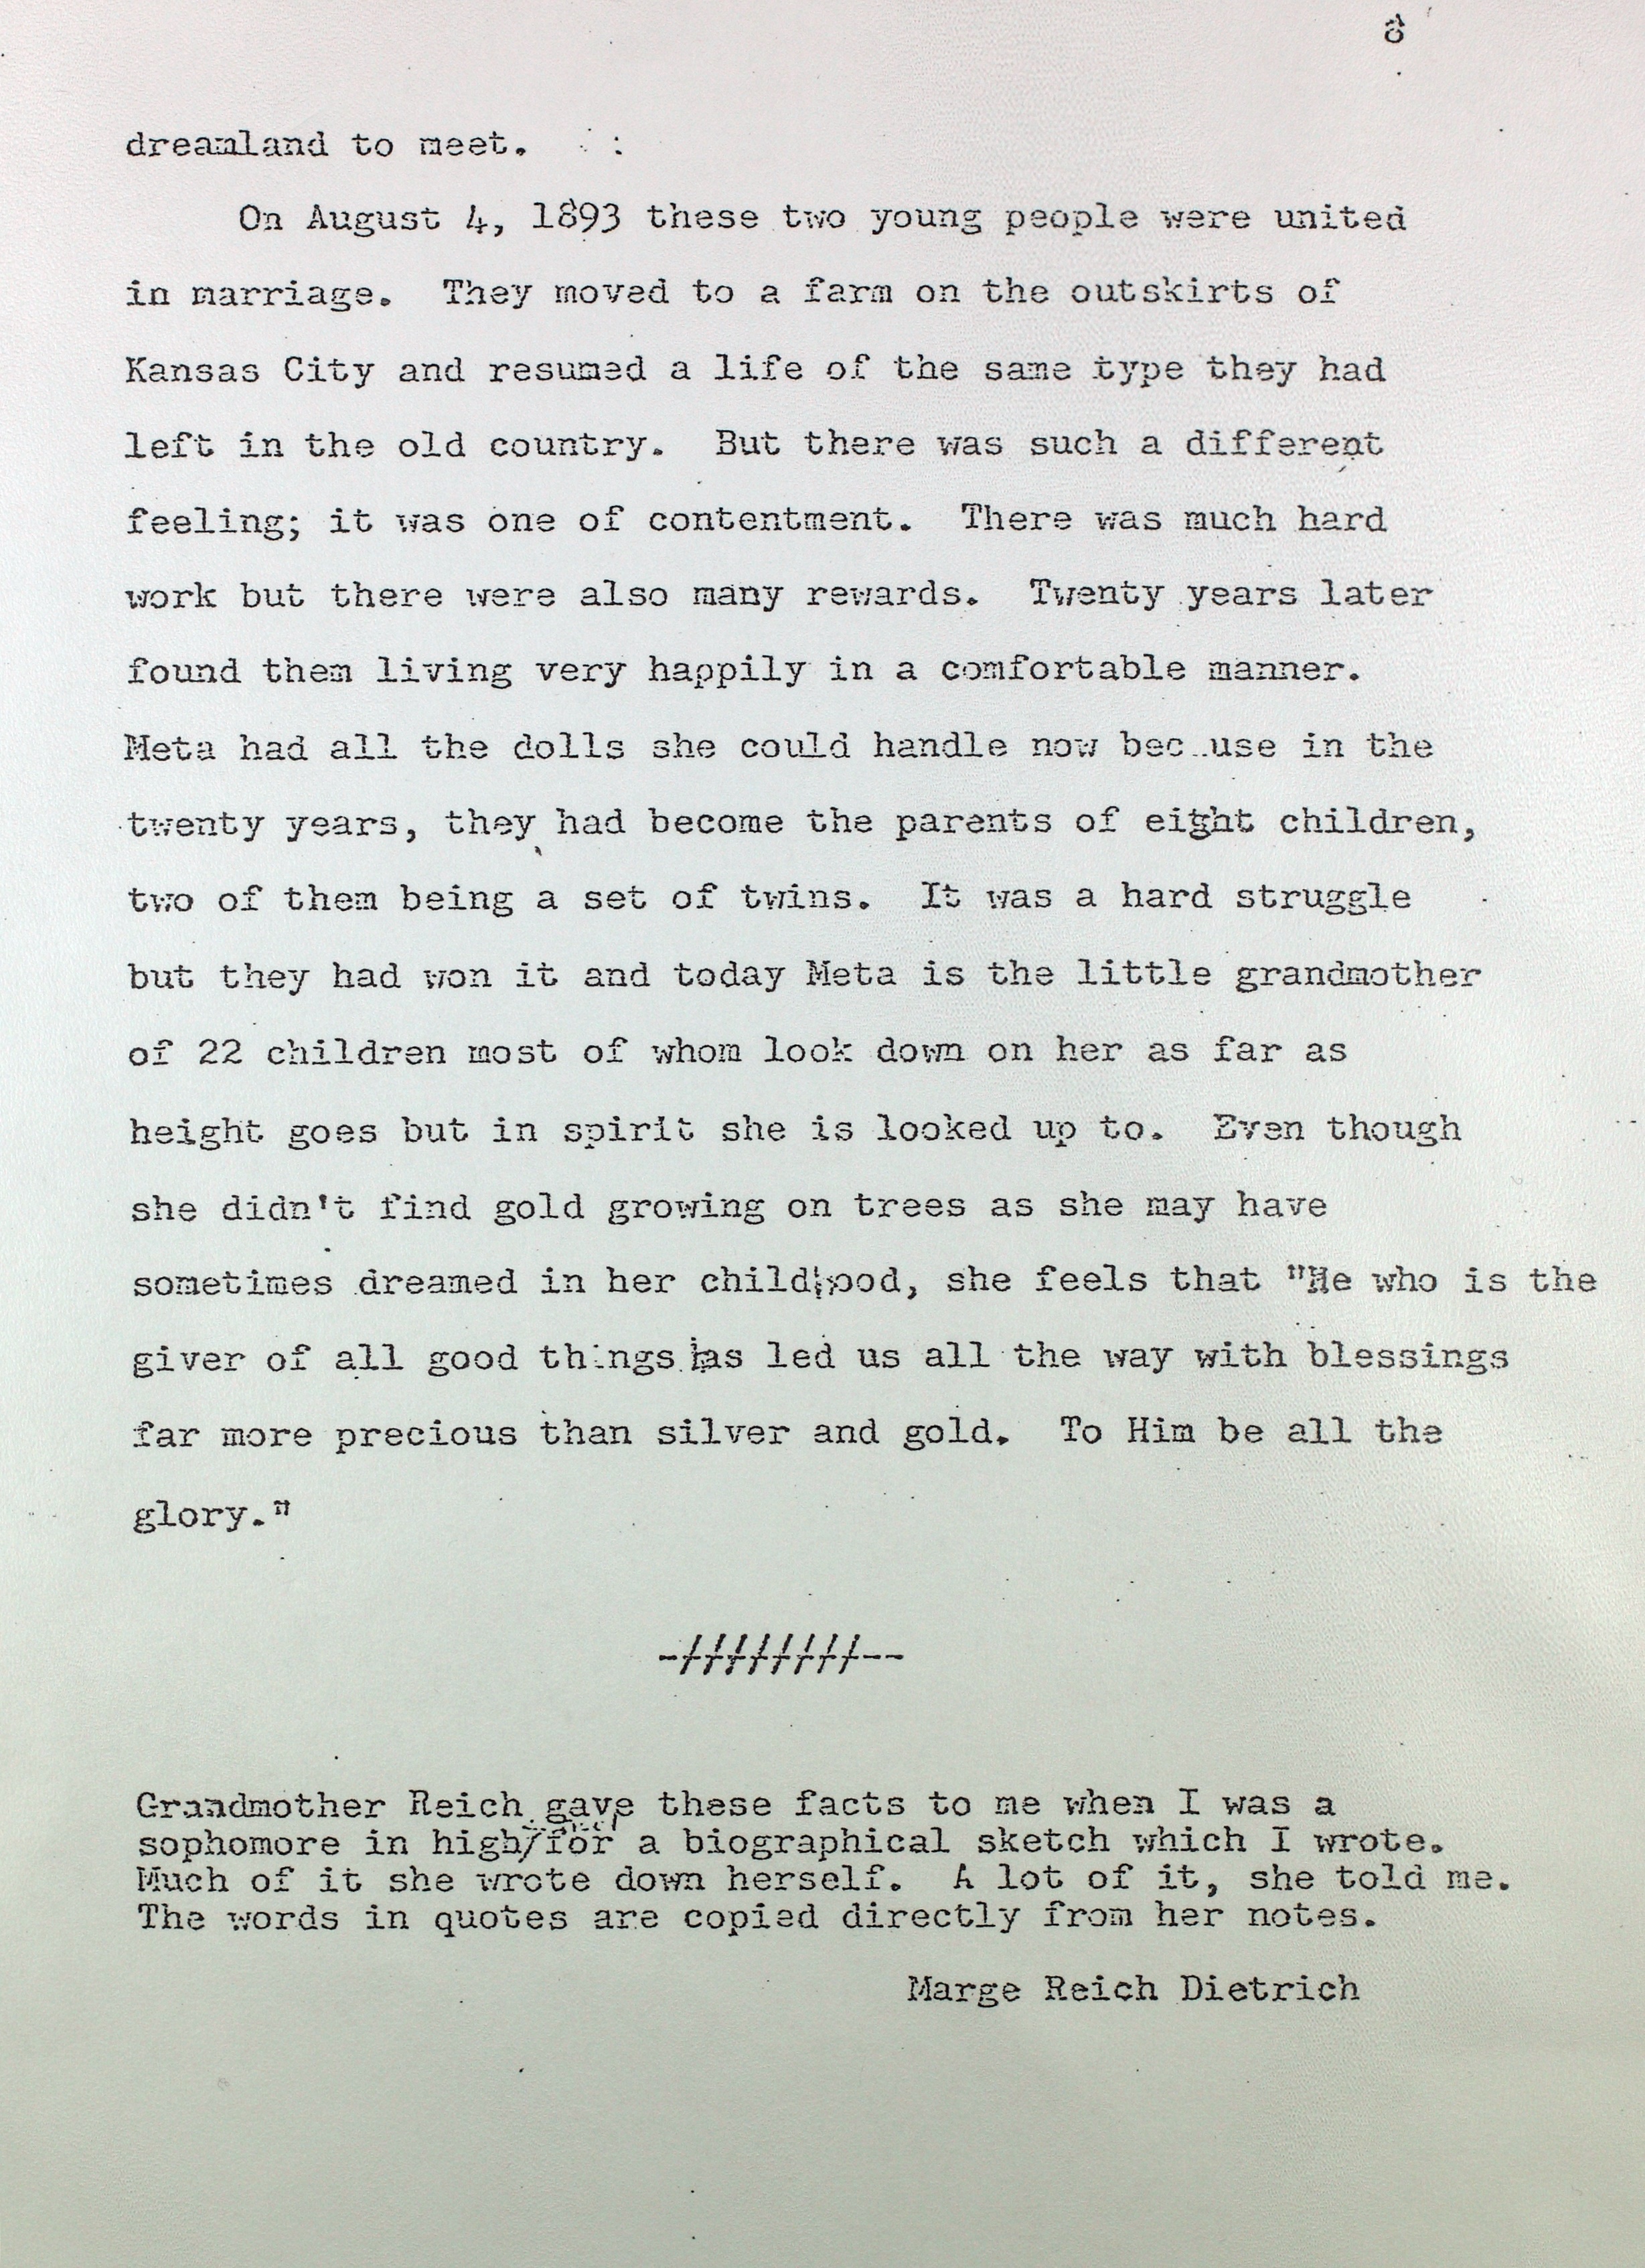 8
dreamland to meet.
On August 4, 1893 these two young people were united
in marriage. They moved to a farm on the outskirts of
Kansas City and resumed a life of the same type they had
left in the old country. But there was such a different
feeling; it was one of contentment. There was much hard
work but there were also many rewards. Twenty years later
found them living very happily in a comfortable manner.
Meta had all the dolls she could handle now because in the
twenty years, they had become the parents of eight children,
two of them being a set of twins. It was a hard struggle
but they had won it and today Meta is the little grandmother
of 22 children most of whom look down on her as far as
height goes but in spirit she is looked up to. Even though
she didn't find gold growing on trees as she may have
sometimes dreamed in her childhood, she feels that "He who is the
giver of all good things has led us all the way with blessings
far more precious than silver and gold. To Him be all the
glory."
-////////--
Grandmother Reich gave these facts to me when I was a
sophomore in high/for a biographical sketch which I wrote.
Much of it she wrote down herself. A lot of it, she told me.
The words in quotes are copied directly from her notes.
Marge Reich Dietrich